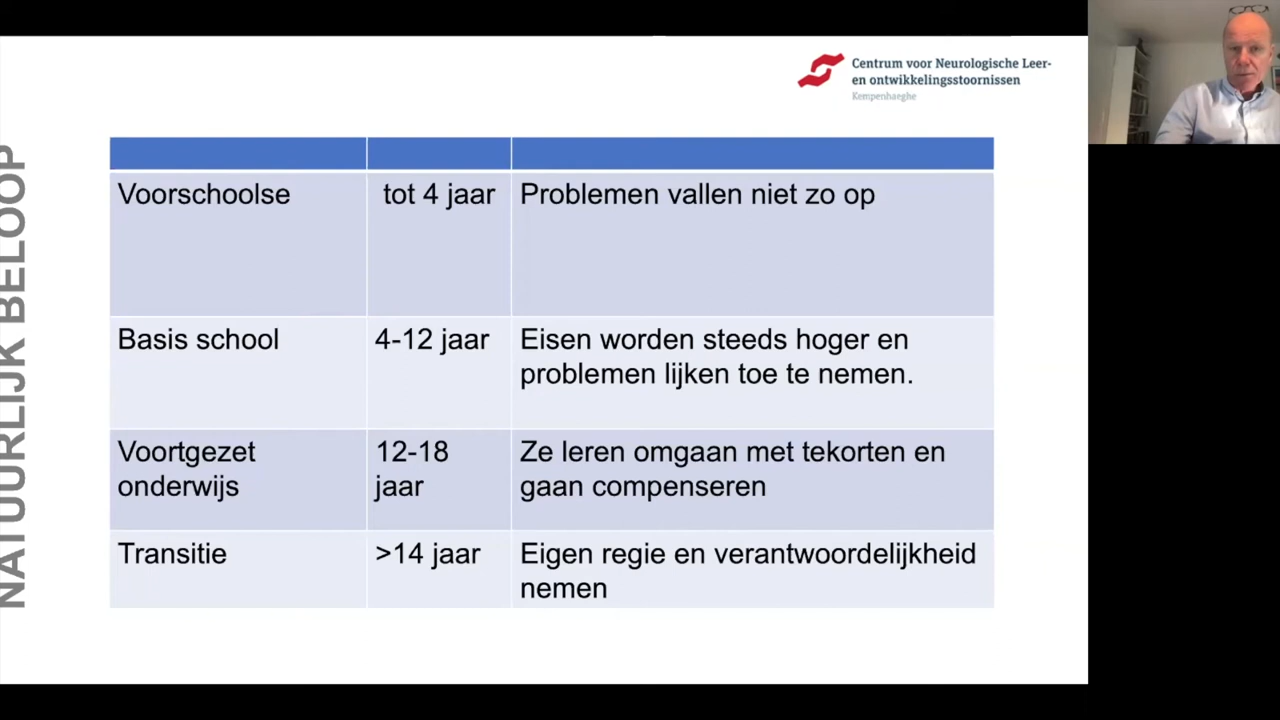 Centrum voor Neurologische Leer-
en ontwikkelingsstoornissen
Kempenhaeghe
NATUURLIJK BELOOP
Voorschoolse tot 4 jaar Problemen vallen niet zo op
Basis school 4-12 jaar Eisen worden steeds hoger en
problemen lijken toe te nemen.
Voortgezet 12-18 Ze leren omgaan met tekorten en
onderwijs jaar gaan compenseren
Transitie >14 jaar Eigen regie en verantwoordelijkheid
nemen